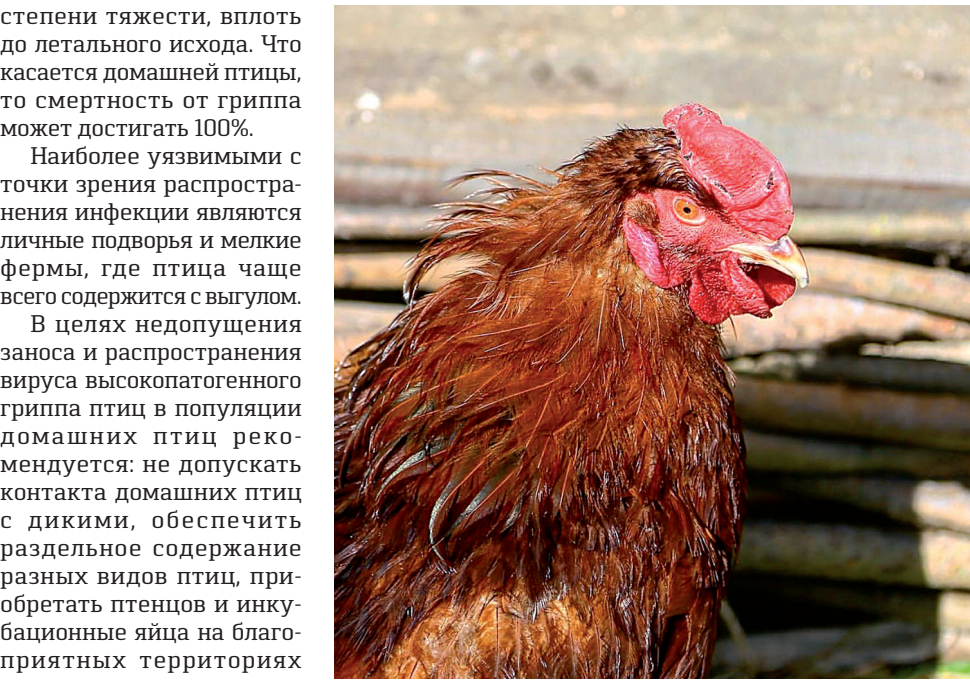 степени тяжести, вплоть
до летального исхода. Что
касается домашней птицы,
то смертность от гриппа
может достигать 100%.
Наиболее уязвимыми с
точки зрения распростра-
нения инфекции являются
личные подворья и мелкие
фермы, где птица чаще
всего содержится с выгулом.
В целях недопущения
заноса и распространения
вируса высокопатогенного
гриппа птиц в популяции
домашних птиц реко-
мендуется: не допускать
контакта домашних птиц
с дикими, обеспечить
раздельное содержание
разных видов птиц, при-
обретать птенцов и инку-
бационные яйца на благо-
приятных территориях